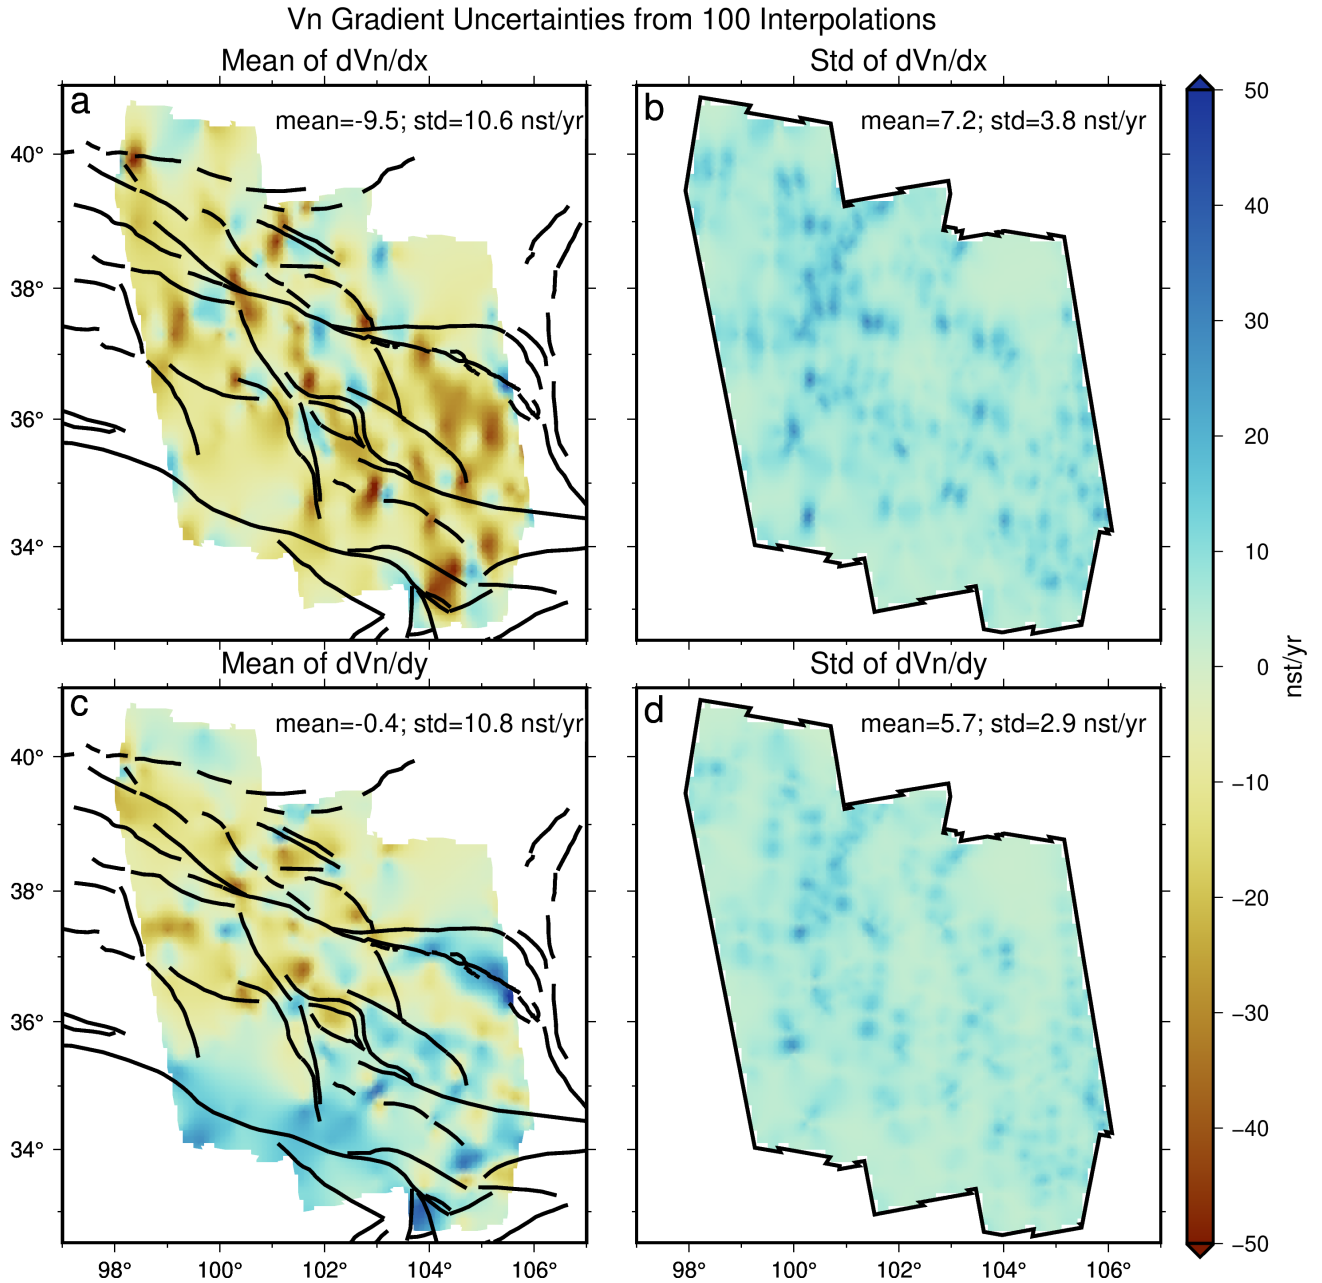 Vn Gradient Uncertainties from 100 Interpolations
Mean of dVn/dx
Std of dVn/dx
a
mean=-9.5; std=10.6 nst/yr
b
mean=7.2; std=3.8 nst/yr
40°
38°
36°
34°
Mean of dVn/dy
Std of dVn/dy
c
mean=-0.4; std=10.8 nst/yr
d
mean=5.7; std=2.9 nst/yr
40°
38°
36°
34°
98°
100°
102°
104°
106°
98°
100°
102°
104°
106°
50
40
30
20
10
0
−10
−20
−30
−40
−50
nst/yr